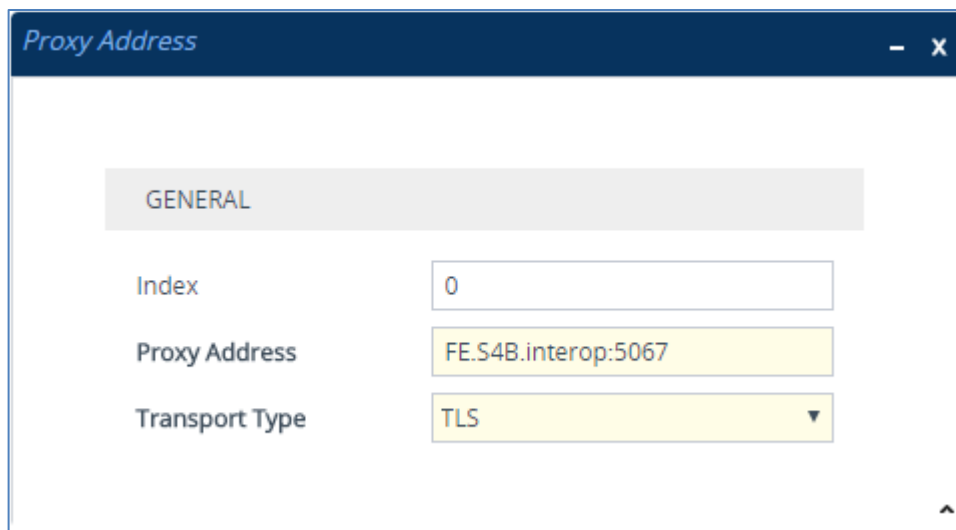 Proxy Address
GENERAL
Index 0
Proxy Address FE.S4B.interop:5067
Transport Type TLS